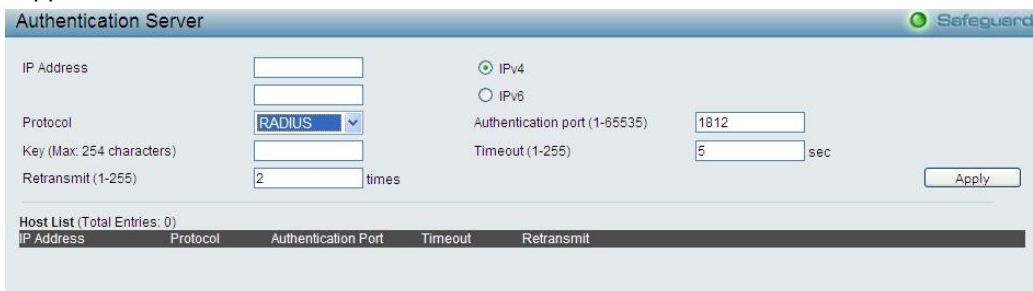 Authentication Server Safeguard
IP Address IPv4
IPv6
Protocol RADIUS Authentication port (1-65535) 1812
Key (Max: 254 characters) Timeout (1-255) 5 sec
Retransmit (1-255) 2 times Apply
Host List (Total Entries: 0)
IP Address Protocol Authentication Port Timeout Retransmit